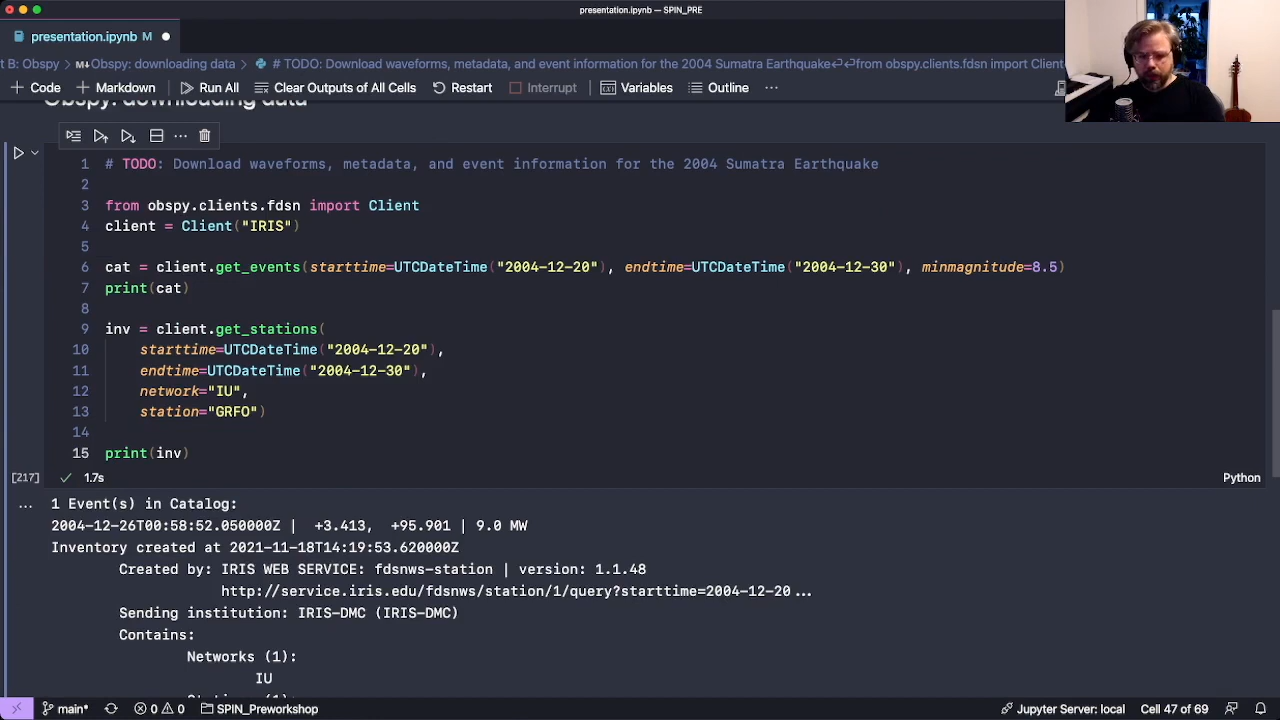 presentation.ipynb — SPIN_PRE
presentation.ipynb M
t B: Obspy > M↓Obspy: downloading data > # TODO: Download waveforms, metadata, and event information for the 2004 Sumatra Earthquake⏎⏎from obspy.clients.fdsn import Client
+ Code + Markdown Run All Clear Outputs of All Cells Restart Interrupt Variables Outline ...
Obspy: downloading data
1 # TODO: Download waveforms, metadata, and event information for the 2004 Sumatra Earthquake
2
3 from obspy.clients.fdsn import Client
4 client = Client("IRIS")
5
6 cat = client.get_events(starttime=UTCDateTime("2004-12-20"), endtime=UTCDateTime("2004-12-30"), minmagnitude=8.5)
7 print(cat)
8
9 inv = client.get_stations(
10 starttime=UTCDateTime("2004-12-20"),
11 endtime=UTCDateTime("2004-12-30"),
12 network="IU",
13 station="GRFO")
14
15 print(inv)
[217] ✓ 1.7s Python
... 1 Event(s) in Catalog:
2004-12-26T00:58:52.050000Z | +3.413, +95.901 | 9.0 MW
Inventory created at 2021-11-18T14:19:53.620000Z
Created by: IRIS WEB SERVICE: fdsnws-station | version: 1.1.48
http://service.iris.edu/fdsnws/station/1/query?starttime=2004-12-20...
Sending institution: IRIS-DMC (IRIS-DMC)
Contains:
Networks (1):
IU
main* 0 0 SPIN_Preworkshop Jupyter Server: local Cell 47 of 69